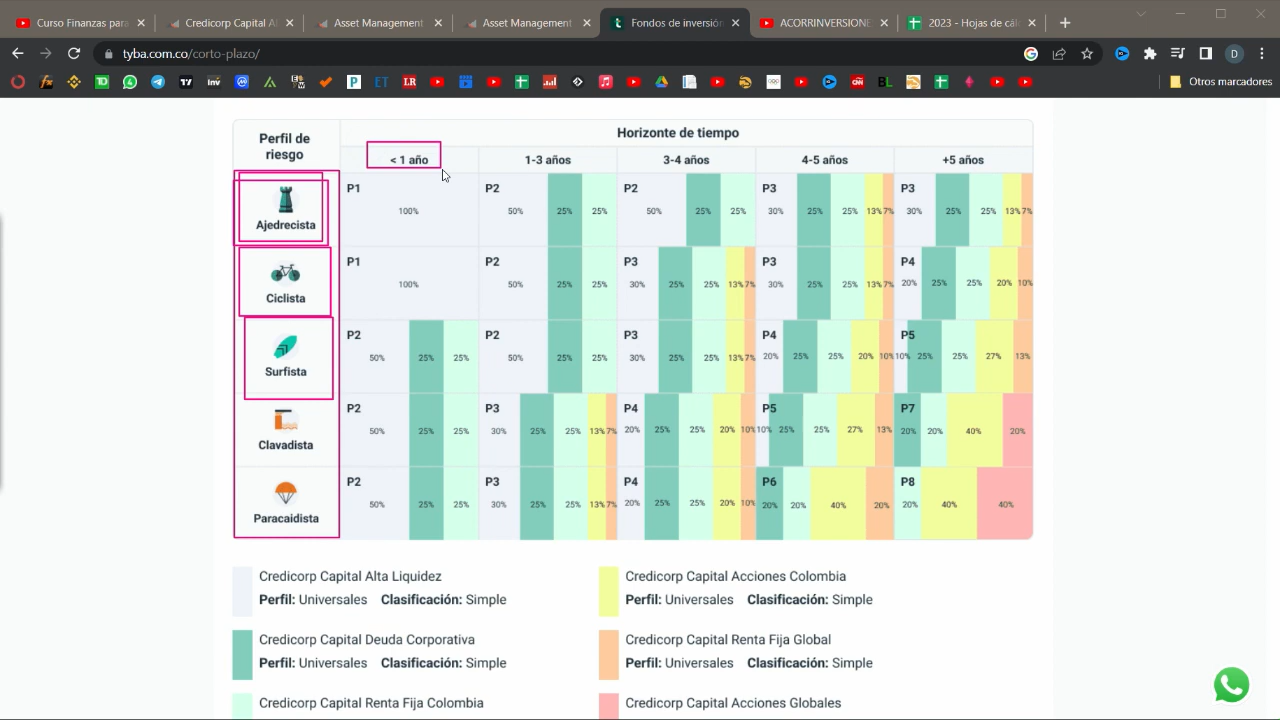 Curso Finanzas para
Credicorp Capital Al
Asset Management
Asset Management
Fondos de inversión
ACORRINVERSIONE
2023 - Hojas de cál
tyba.com.co/corto-plazo/
D
Otros marcadores
Perfil de riesgo
Horizonte de tiempo
< 1 año
1-3 años
3-4 años
4-5 años
+5 años
Ajedrecista
P1
100%
P2
50% 25% 25%
P2
50% 25% 25%
P3
30% 25% 25% 13% 7%
P3
30% 25% 25% 13% 7%
Ciclista
P1
100%
P2
50% 25% 25%
P3
30% 25% 25% 13% 7%
P3
30% 25% 25% 13% 7%
P4
20% 25% 25% 20% 10%
Surfista
P2
50% 25% 25%
P2
50% 25% 25%
P3
30% 25% 25% 13% 7%
P4
20% 25% 25% 20% 10%
P5
10% 25% 25% 27% 13%
Clavadista
P2
50% 25% 25%
P3
30% 25% 25% 13% 7%
P4
20% 25% 25% 20% 10%
P5
10% 25% 25% 27% 13%
P7
20% 20% 40% 20%
Paracaidista
P2
50% 25% 25%
P3
30% 25% 25% 13% 7%
P4
20% 25% 25% 20% 10%
P6
20% 20% 40% 20%
P8
20% 40% 40%
Credicorp Capital Alta Liquidez
Perfil: Universales Clasificación: Simple
Credicorp Capital Acciones Colombia
Perfil: Universales Clasificación: Simple
Credicorp Capital Deuda Corporativa
Perfil: Universales Clasificación: Simple
Credicorp Capital Renta Fija Global
Perfil: Universales Clasificación: Simple
Credicorp Capital Renta Fija Colombia
Credicorp Capital Acciones Globales